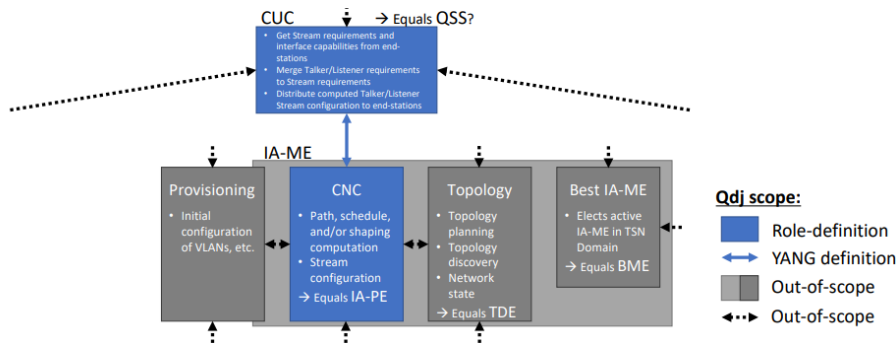 CUC
→ Equals QSS?
• Get Stream requirements and
interface capabilities from end-
stations
• Merge Talker/Listener requirements
to Stream requirements
• Distribute computed Talker/Listener
Stream configuration to end-stations
IA-ME
Provisioning
• Initial
configuration
of VLANs, etc.
CNC
• Path, schedule,
and/or shaping
computation
• Stream
configuration
→ Equals IA-PE
Topology
• Topology
planning
• Topology
discovery
• Network
state
→ Equals TDE
Best IA-ME
• Elects active
IA-ME in TSN
Domain
→ Equals BME
Qdj scope:
Role-definition
YANG definition
Out-of-scope
Out-of-scope